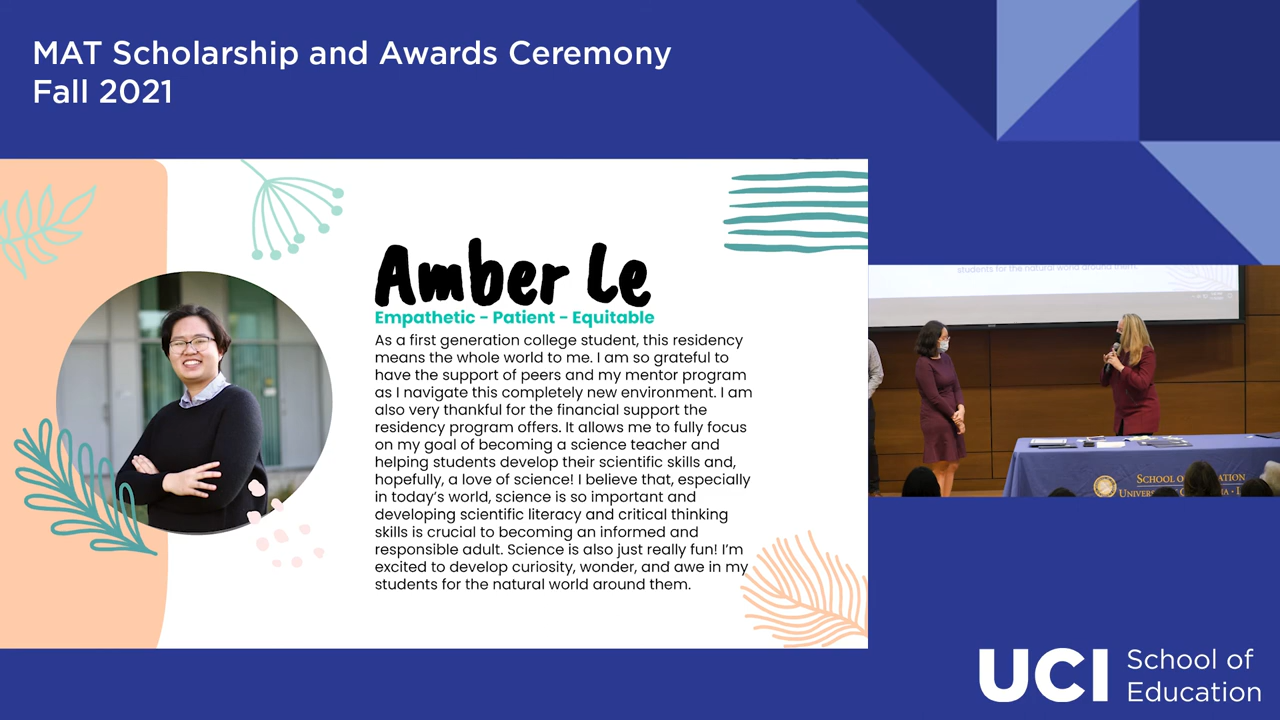 MAT Scholarship and Awards Ceremony
Fall 2021
Amber Le
Empathetic - Patient - Equitable
As a first generation college student, this residency
means the whole world to me. I am so grateful to
have the support of peers and my mentor program
as I navigate this completely new environment. I am
also very thankful for the financial support the
residency program offers. It allows me to fully focus
on my goal of becoming a science teacher and
helping students develop their scientific skills and,
hopefully, a love of science! I believe that, especially
in today's world, science is so important and
developing scientific literacy and critical thinking
skills is crucial to becoming an informed and
responsible adult. Science is also just really fun! I'm
excited to develop curiosity, wonder, and awe in my
students for the natural world around them.
students for the natural world around them.
School of
UCI School of
Education